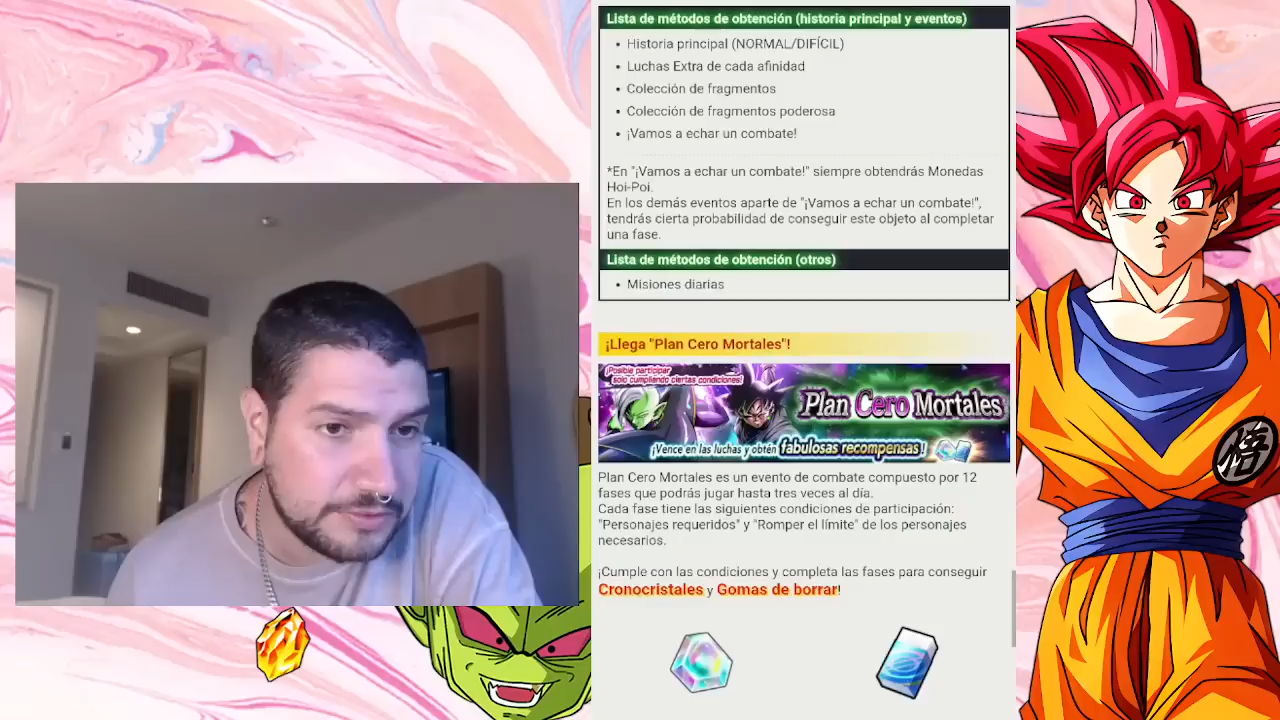 Lista de métodos de obtención (historia principal y eventos)
• Historia principal (NORMAL/DIFÍCIL)
• Luchas Extra de cada afinidad
• Colección de fragmentos
• Colección de fragmentos poderosa
• ¡Vamos a echar un combate!
*En "¡Vamos a echar un combate!" siempre obtendrás Monedas
Hoi-Poi.
En los demás eventos aparte de "¡Vamos a echar un combate!",
tendrás cierta probabilidad de conseguir este objeto al completar
una fase.
Lista de métodos de obtención (otros)
• Misiones diarias
¡Llega "Plan Cero Mortales"!
¡Posible participar
solo cumpliendo ciertas condiciones!
Plan Cero Mortales
¡Vence en las luchas y obtén fabulosas recompensas!
Plan Cero Mortales es un evento de combate compuesto por 12
fases que podrás jugar hasta tres veces al día.
Cada fase tiene las siguientes condiciones de participación:
"Personajes requeridos" y "Romper el límite" de los personajes
necesarios.
¡Cumple con las condiciones y completa las fases para conseguir
Cronocristales y Gomas de borrar!
悟